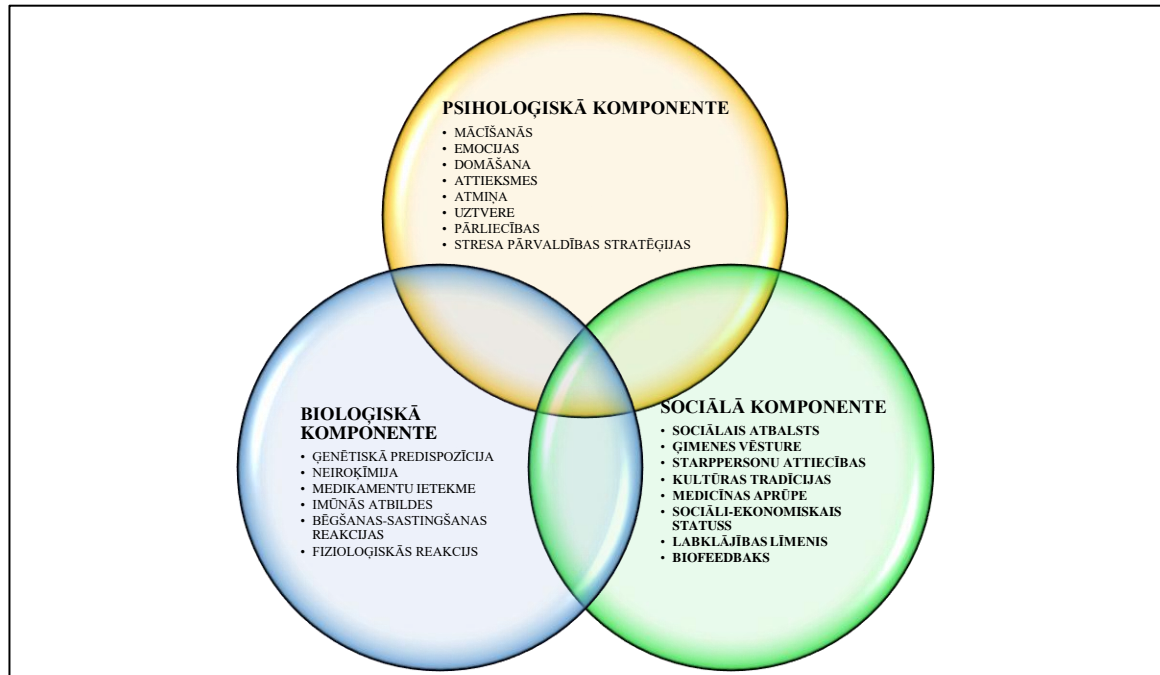 PSIHOLOĢISKĀ KOMPONENTE
• MĀCĪŠANĀS
• EMOCIJAS
• DOMĀŠANA
• ATTIEKSMES
• ATMIŅA
• UZTVERE
• PĀRLIECĪBAS
• STRESA PĀRVALDĪBAS STRATĒĢIJAS
BIOLOĢISKĀ
KOMPONENTE
• ĢENĒTISKĀ PREDISPOZĪCIJA
• NEIROĶĪMIJA
• MEDIKAMENTU IETEKME
• IMŪNĀS ATBILDES
• BĒGŠANAS-SASTINGŠANAS
REAKCIJAS
• FIZIOLOĢISKĀS REAKCIJS
SOCIĀLĀ KOMPONENTE
• SOCIĀLAIS ATBALSTS
• ĢIMENES VĒSTURE
• STARPPERSONU ATTIECĪBAS
• KULTŪRAS TRADĪCIJAS
• MEDICĪNAS APRŪPE
• SOCIĀLI-EKONOMISKAIS
STATUSS
• LABKLĀJĪBAS LĪMENIS
• BIOFEEDBAKS